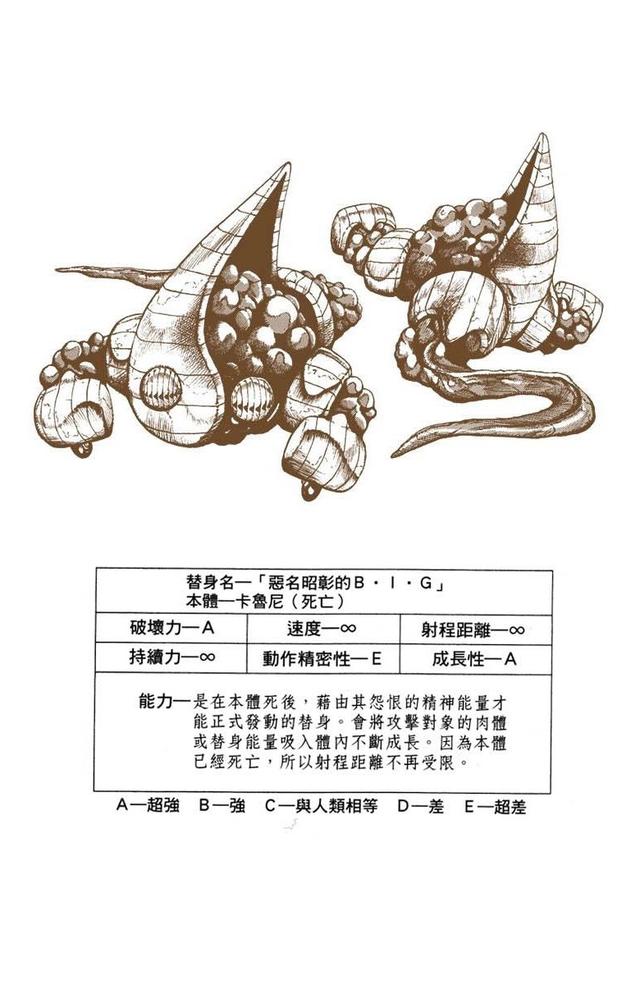 替身名—「惡名昭彰的B・I・G」
本體—卡魯尼（死亡）
破壞力—A　速度—∞　射程距離—∞
持續力—∞　動作精密性—E　成長性—A
能力—是在本體死後，藉由其怨恨的精神能量才
能正式發動的替身。會將攻擊對象的肉體
或替身能量吸入體內不斷成長。因為本體
已經死亡，所以射程距離不再受限。
A—超強　B—強　C—與人類相等　D—差　E—超差